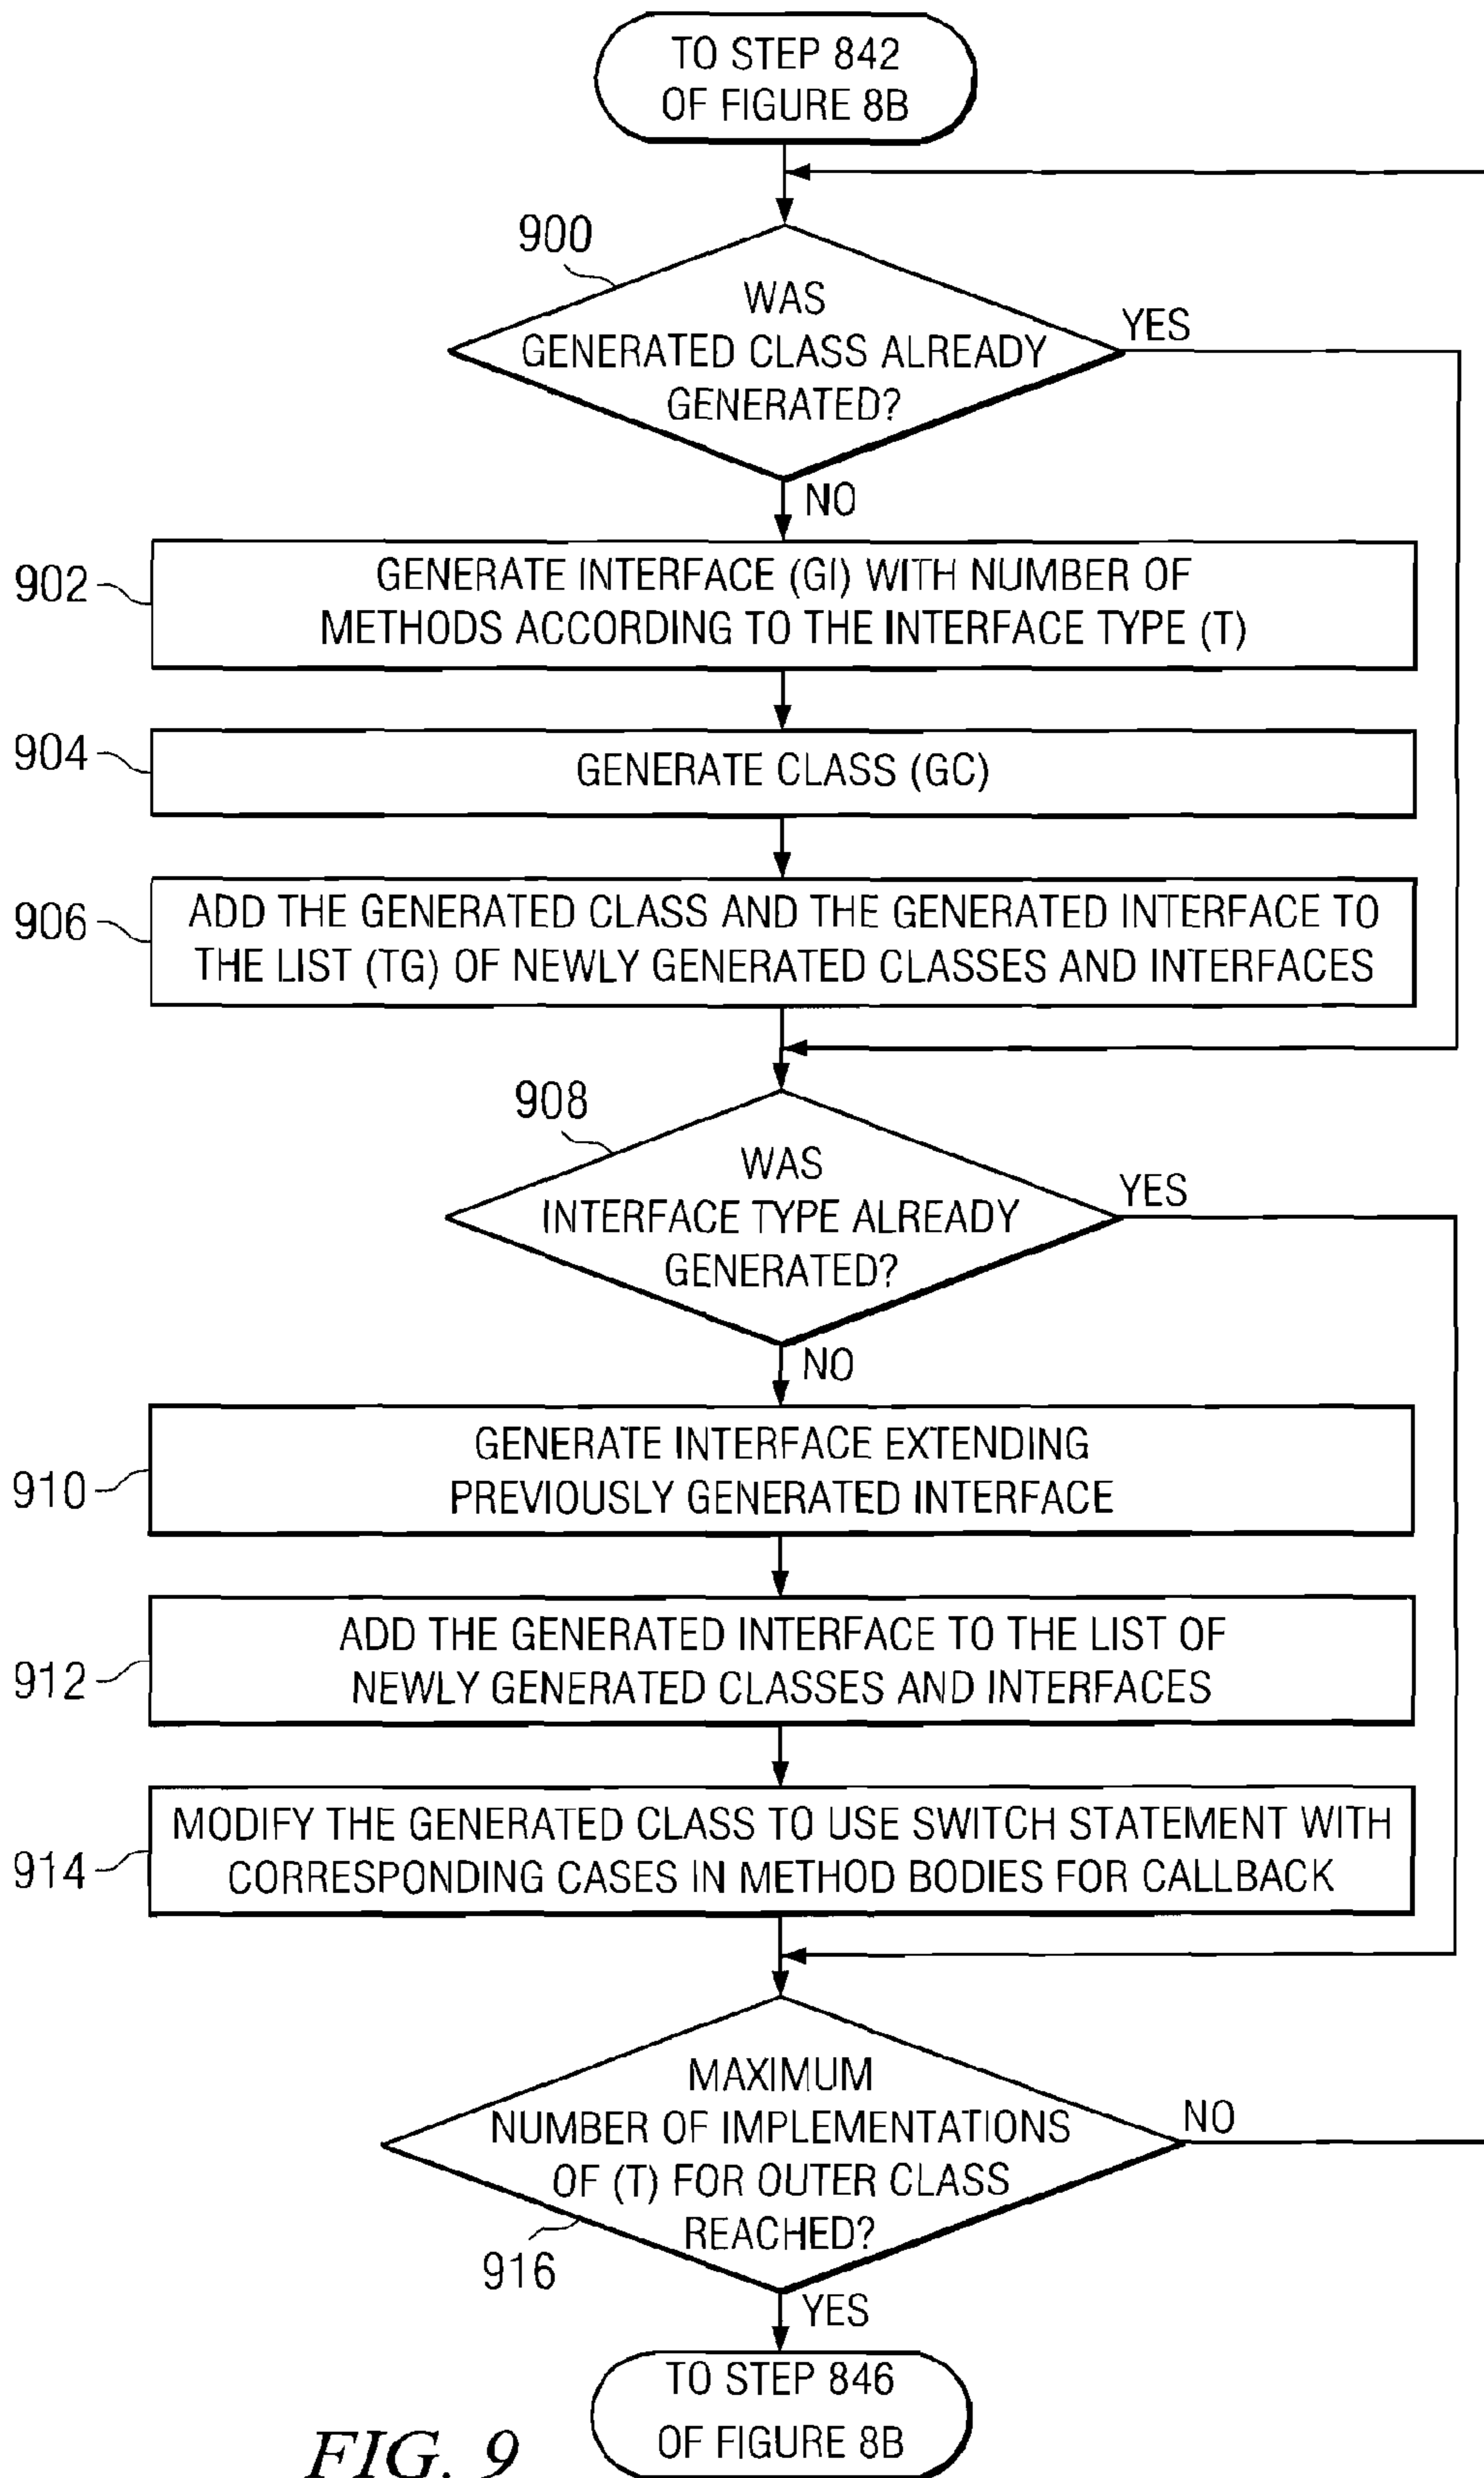 TO STEP 842
OF FIGURE 8B
900
WAS
GENERATED CLASS ALREADY
GENERATED?
YES
NO
902
GENERATE INTERFACE (GI) WITH NUMBER OF
METHODS ACCORDING TO THE INTERFACE TYPE (T)
904
GENERATE CLASS (GC)
906
ADD THE GENERATED CLASS AND THE GENERATED INTERFACE TO
THE LIST (TG) OF NEWLY GENERATED CLASSES AND INTERFACES
908
WAS
INTERFACE TYPE ALREADY
GENERATED?
YES
NO
910
GENERATE INTERFACE EXTENDING
PREVIOUSLY GENERATED INTERFACE
912
ADD THE GENERATED INTERFACE TO THE LIST OF
NEWLY GENERATED CLASSES AND INTERFACES
914
MODIFY THE GENERATED CLASS TO USE SWITCH STATEMENT WITH
CORRESPONDING CASES IN METHOD BODIES FOR CALLBACK
MAXIMUM
NUMBER OF IMPLEMENTATIONS
OF (T) FOR OUTER CLASS
REACHED?
NO
916
YES
TO STEP 846
OF FIGURE 8B
FIG. 9